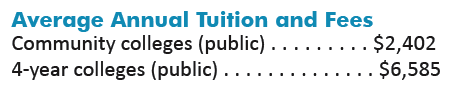 Average Annual Tuition and Fees
Community colleges (public) . . . . . . . . . $2,402
4-year colleges (public) . . . . . . . . . . . . . . $6,585